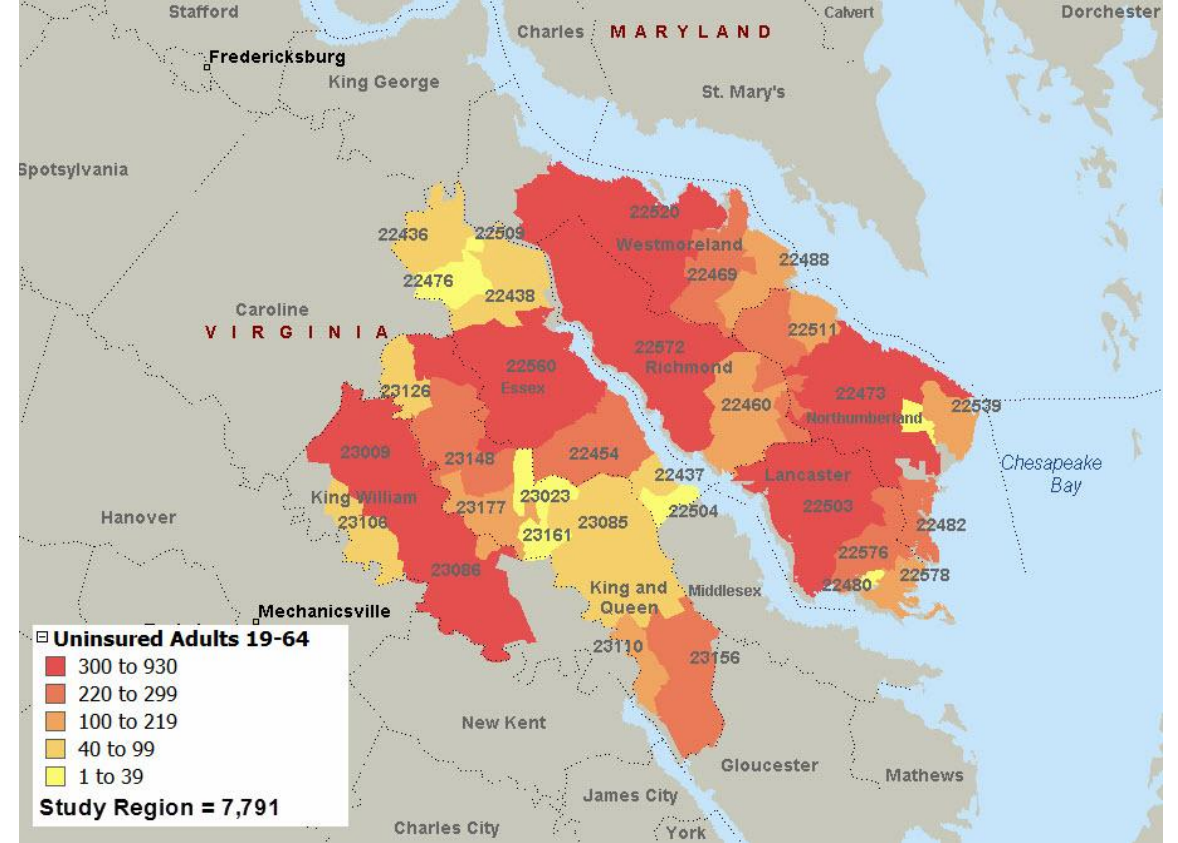 Stafford
Calvert
Dorchester
Charles
MARYLAND
Fredericksburg
King George
St. Mary's
Spotsylvania
22520
22436
22509
Westmoreland
22488
22469
22476
22438
Caroline
VIRGINIA
22511
22572
22560
Richmond
Essex
23126
22473
22460
22539
Northumberland
23009
22454
23148
Chesapeake
Bay
22437
Lancaster
King William
23023
23177
22504
22503
Hanover
23106
23085
22482
23161
22576
23086
22578
22480
King and
Queen
Middlesex
Mechanicsville
23110
23156
Uninsured Adults 19-64
300 to 930
220 to 299
100 to 219
40 to 99
1 to 39
Study Region = 7,791
New Kent
Gloucester
Mathews
James City
Charles City
York